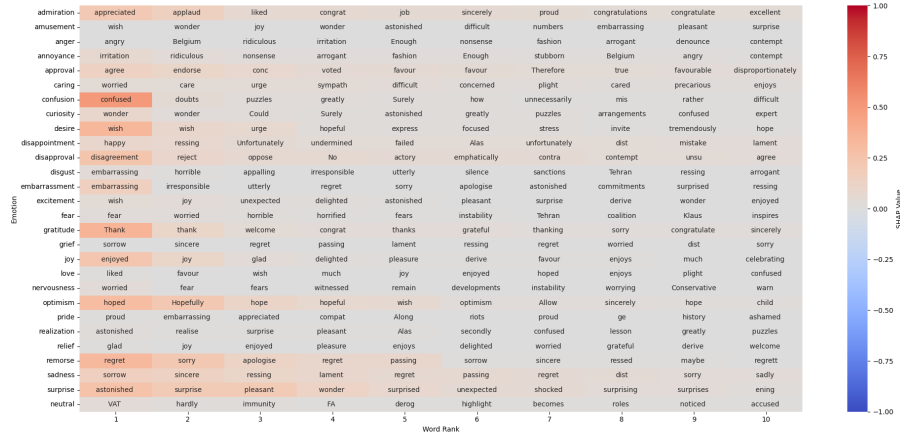 admiration appreciated applaud liked congrat job sincerely proud congratulations congratulate excellent
amusement wish wonder joy wonder astonished difficult numbers embarrassing pleasant surprise
anger angry Belgium ridiculous irritation Enough nonsense fashion arrogant denounce contempt
annoyance irritation ridiculous nonsense arrogant fashion Enough stubborn Belgium angry contempt
approval agree endorse conc voted favour favour Therefore true favourable disproportionately
caring worried care urge sympath difficult concerned plight cared precarious enjoys
confusion confused doubts puzzles greatly Surely how unnecessarily mis rather difficult
curiosity wonder wonder Could Surely astonished greatly puzzles arrangements confused expert
desire wish wish urge hopeful express focused stress invite tremendously hope
disappointment happy ressing Unfortunately undermined failed Alas unfortunately dist mistake lament
disapproval disagreement reject oppose No actory emphatically contra contempt unsu agree
disgust embarrassing horrible appalling irresponsible utterly silence sanctions Tehran ressing arrogant
embarrassment embarrassing irresponsible utterly regret sorry apologise astonished commitments surprised ressing
excitement wish joy unexpected delighted astonished pleasant surprise derive wonder enjoyed
fear fear worried horrible horrified fears instability Tehran coalition Klaus inspires
gratitude Thank thank welcome congrat thanks grateful thanking sorry congratulate sincerely
grief sorrow sincere regret passing lament ressing regret worried dist sorry
joy enjoyed joy glad delighted pleasure derive favour enjoys much celebrating
love liked favour wish much joy enjoyed hoped enjoys plight confused
nervousness worried fear fears witnessed remain developments instability worrying Conservative warn
optimism hoped Hopefully hope hopeful wish optimism Allow sincerely hope child
pride proud embarrassing appreciated compat Along riots proud ge history ashamed
realization astonished realise surprise pleasant Alas secondly confused lesson greatly puzzles
relief glad joy enjoyed pleasure enjoys delighted worried grateful derive welcome
remorse regret sorry apologise regret passing sorrow sincere ressed maybe regrett
sadness sorrow sincere ressing lament regret passing regret dist sorry sadly
surprise astonished surprise pleasant wonder surprised unexpected shocked surprising surprises ening
neutral VAT hardly immunity FA derog highlight becomes roles noticed accused
1 2 3 4 5 6 7 8 9 10
Word Rank
Emotion
1.00
0.75
0.50
0.25
0.00
−0.25
−0.50
−0.75
−1.00
SHAP Value